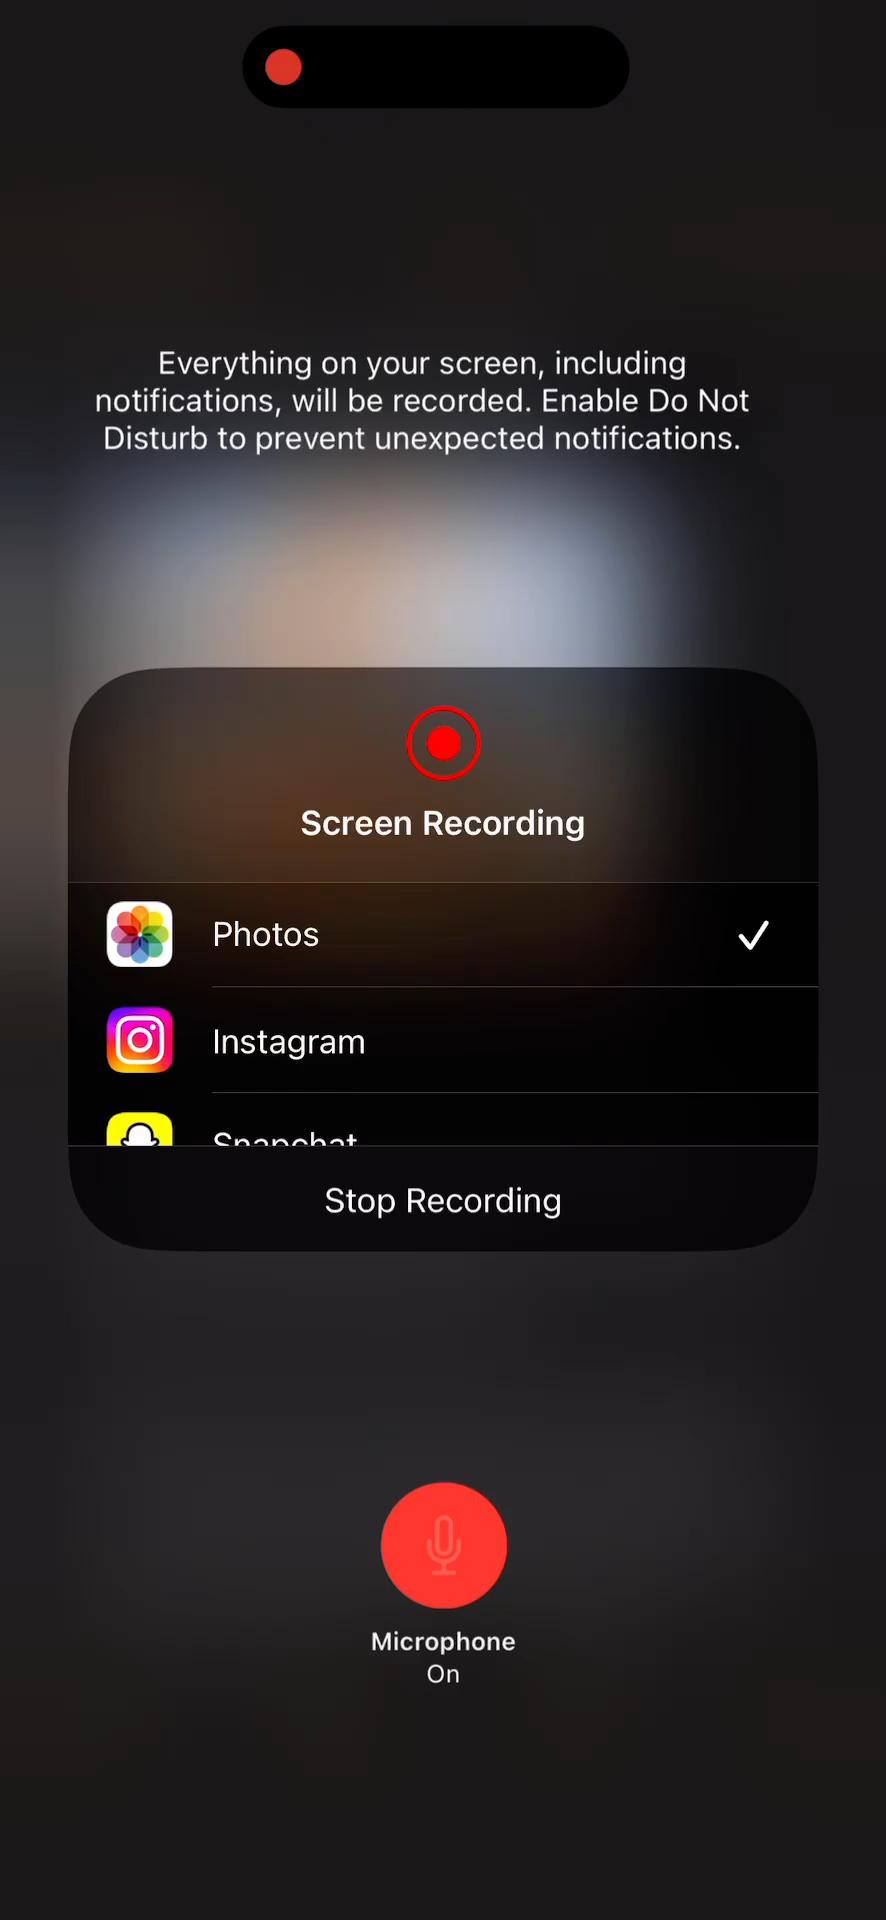 Everything on your screen, including
notifications, will be recorded. Enable Do Not
Disturb to prevent unexpected notifications.
Screen Recording
Photos
Instagram
Snapchat
Stop Recording
Microphone
On